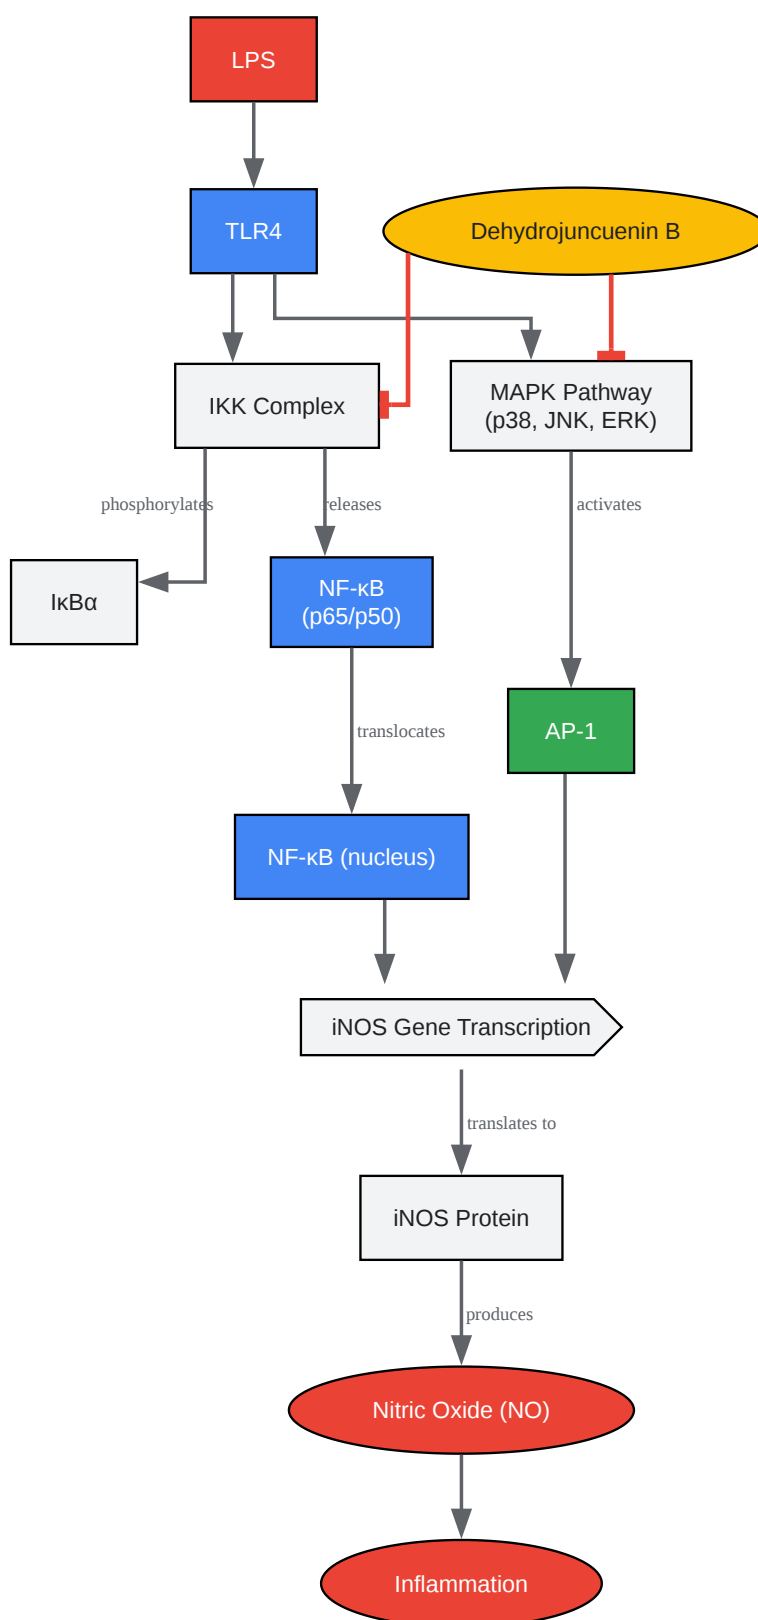 LPS
TLR4
Dehydrojuncuenin B
IKK Complex
MAPK Pathway
(p38, JNK, ERK)
phosphorylates
releases
activates
IκBα
NF-κB
(p65/p50)
translocates
AP-1
NF-κB (nucleus)
iNOS Gene Transcription
translates to
iNOS Protein
produces
Nitric Oxide (NO)
Inflammation